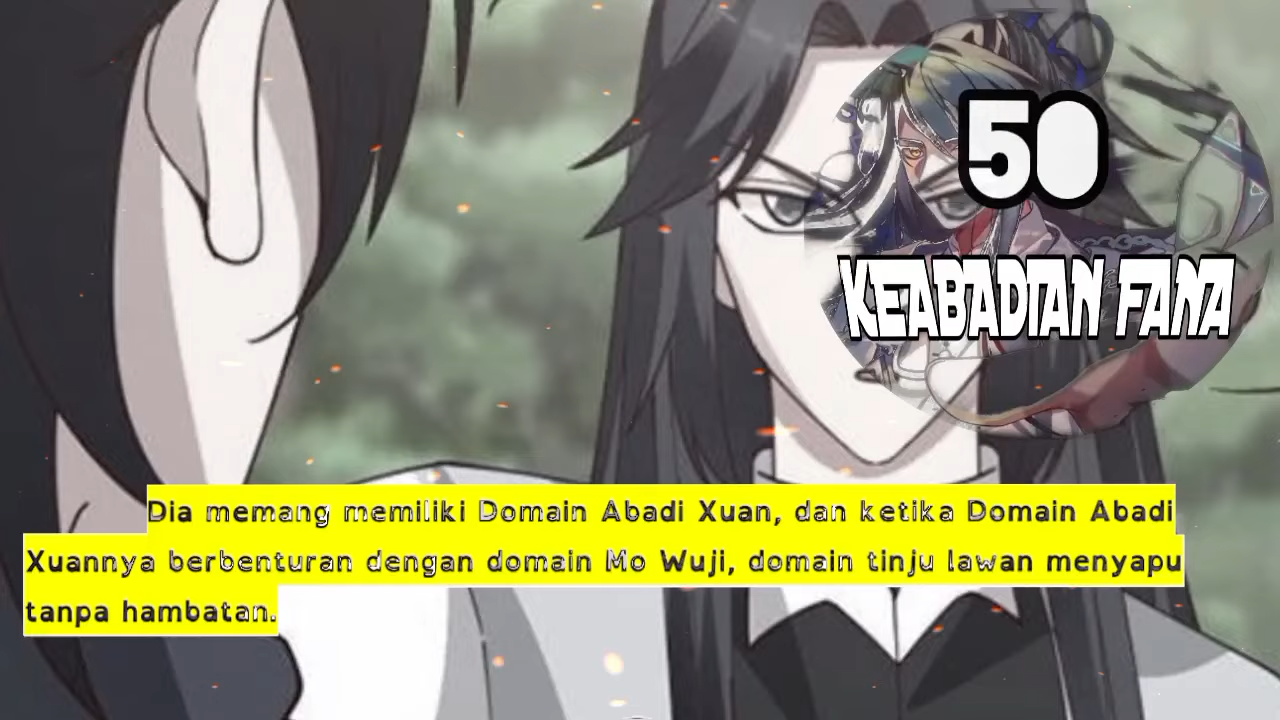 50
KEABADIAN FANA
Dia memang memiliki Domain Abadi Xuan, dan ketika Domain Abadi
Xuannya berbenturan dengan domain Mo Wuji, domain tinju lawan menyapu
tanpa hambatan.